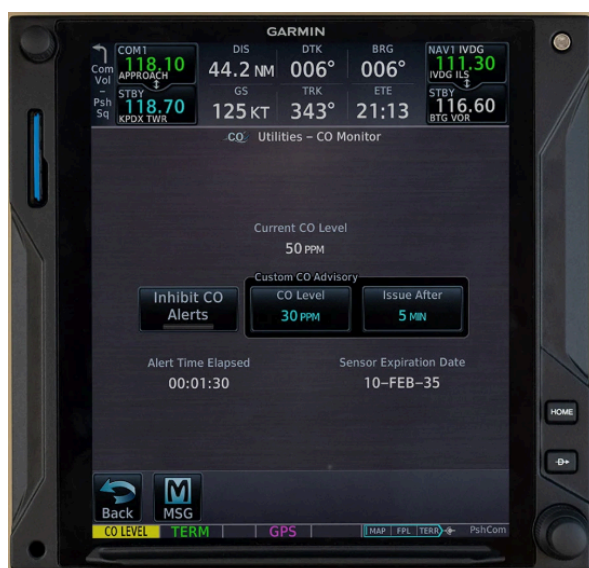 GARMIN
Com
Vol
–
Psh
Sq
COM1
118.10
APPROACH
STBY
118.70
KPDX TWR
DIS
44.2 NM
DTK
006°
BRG
006°
GS
125 KT
TRK
343°
ETE
21:13
NAV1 IVDG
111.30
IVDG ILS
STBY
116.60
BTG VOR
CO Utilities – CO Monitor
Current CO Level
50 PPM
Custom CO Advisory
Inhibit CO
Alerts
CO Level
30 PPM
Issue After
5 MIN
Alert Time Elapsed
00:01:30
Sensor Expiration Date
10–FEB–35
HOME
D
Back
MSG
CO LEVEL TERM GPS MAP FPL TERR PshCom